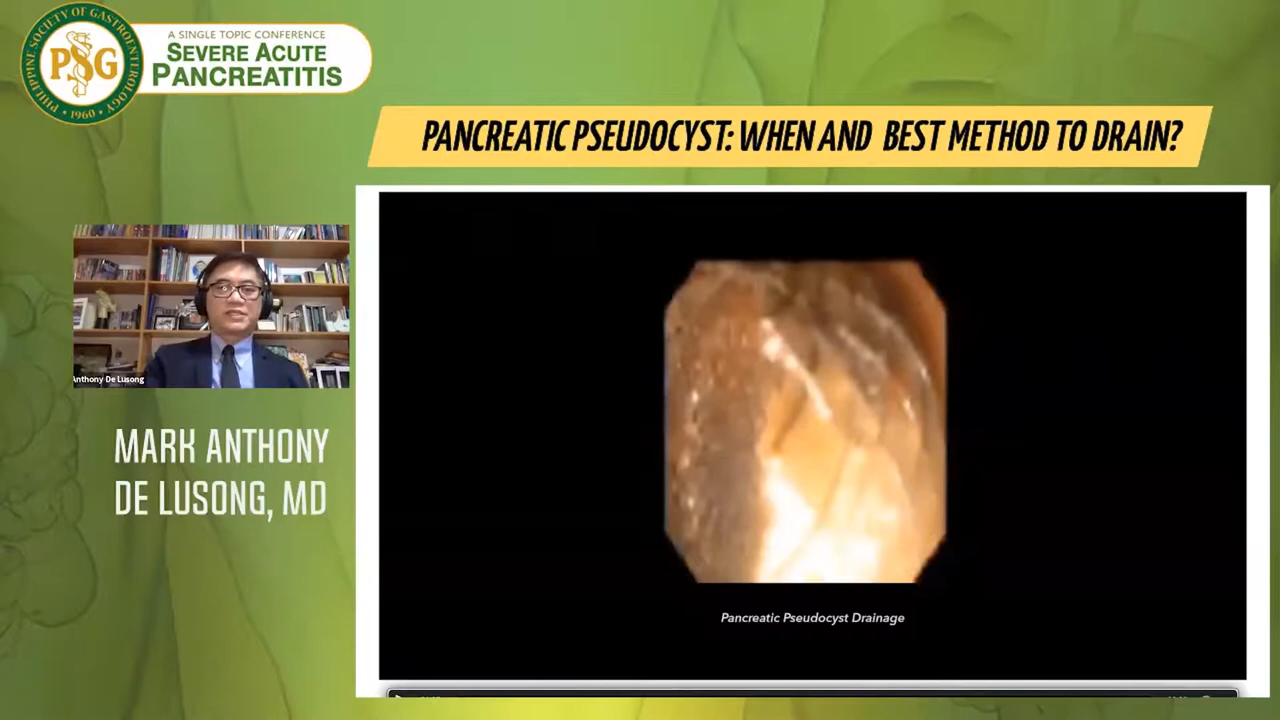 PHILIPPINE SOCIETY OF GASTROENTEROLOGY
PSG
• 1960 •
A SINGLE TOPIC CONFERENCE
SEVERE ACUTE
PANCREATITIS
PANCREATIC PSEUDOCYST: WHEN AND BEST METHOD TO DRAIN?
Anthony De Lusong
MARK ANTHONY
DE LUSONG, MD
Pancreatic Pseudocyst Drainage